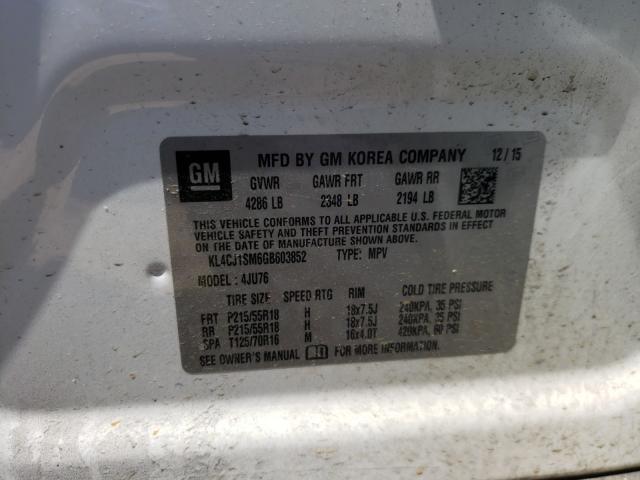 GM MFD BY GM KOREA COMPANY 12/15
GVWR GAWR FRT GAWR RR
4286 LB 2348 LB 2194 LB
THIS VEHICLE CONFORMS TO ALL APPLICABLE U.S. FEDERAL MOTOR
VEHICLE SAFETY AND THEFT PREVENTION STANDARDS IN EFFECT
ON THE DATE OF MANUFACTURE SHOWN ABOVE.
KL4CJ1SM6GB603852 TYPE: MPV
MODEL: 4JU76
TIRE SIZE SPEED RTG RIM COLD TIRE PRESSURE
FRT P215/55R18 H 18x7.5J 240KPA, 35 PSI
RR P215/55R18 H 18x7.5J 240KPA, 35 PSI
SPA T125/70R16 M 16x4.0T 420KPA, 60 PSI
SEE OWNER'S MANUAL FOR MORE INFORMATION.